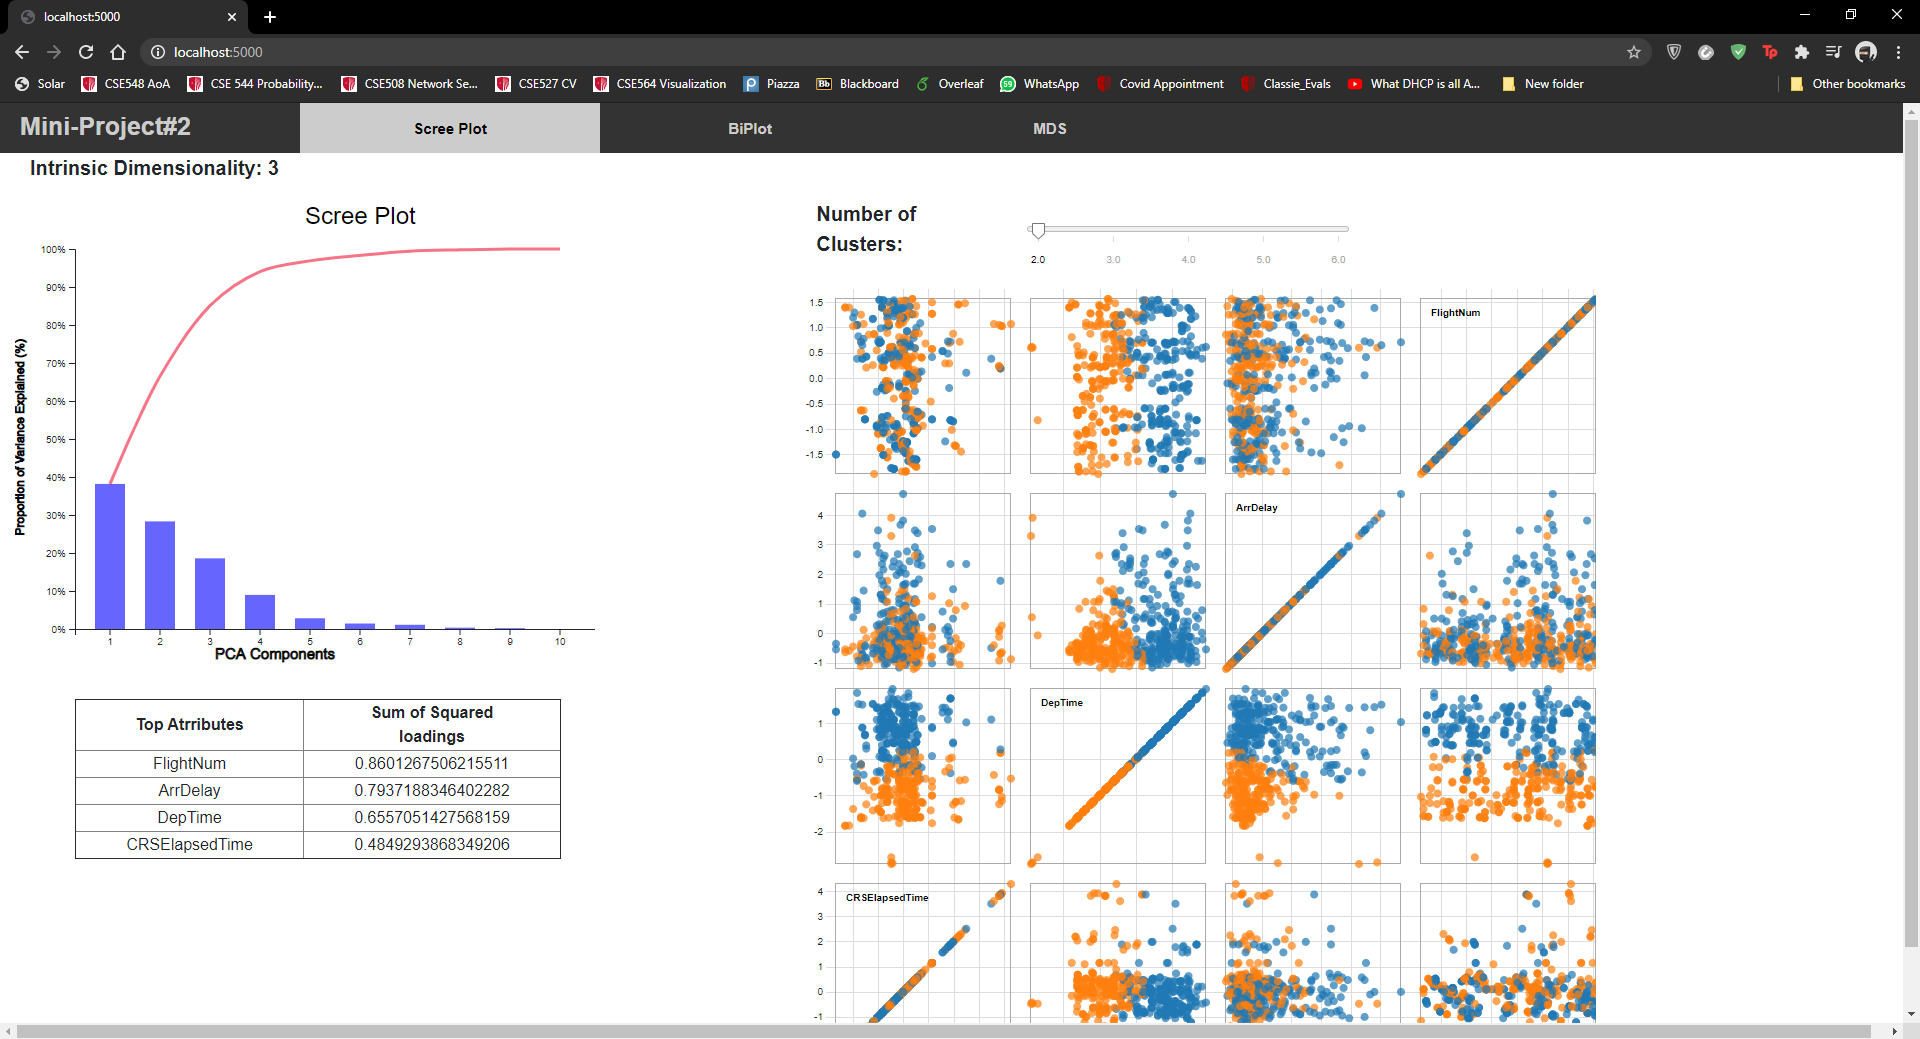 localhost:5000
localhost:5000
Solar CSE548 AoA CSE 544 Probability... CSE508 Network Se... CSE527 CV CSE564 Visualization Piazza Bb Blackboard Overleaf 59 WhatsApp Covid Appointment Classie_Evals What DHCP is all A... New folder Other bookmarks
Mini-Project#2 Scree Plot BiPlot MDS
Intrinsic Dimensionality: 3
Scree Plot
100%
90%
80%
70%
60%
50%
40%
30%
20%
10%
0%
Proportion of Variance Explained (%)
1 2 3 4 5 6 7 8 9 10
PCA Components
Top Atrributes Sum of Squared loadings
FlightNum 0.8601267506215511
ArrDelay 0.7937188346402282
DepTime 0.6557051427568159
CRSElapsedTime 0.4849293868349206
Number of
Clusters:
2.0 3.0 4.0 5.0 6.0
1.5
1.0
0.5
0.0
-0.5
-1.0
-1.5
FlightNum
4
3
2
1
0
-1
ArrDelay
1
0
-1
-2
DepTime
4
3
2
1
0
-1
CRSElapsedTime